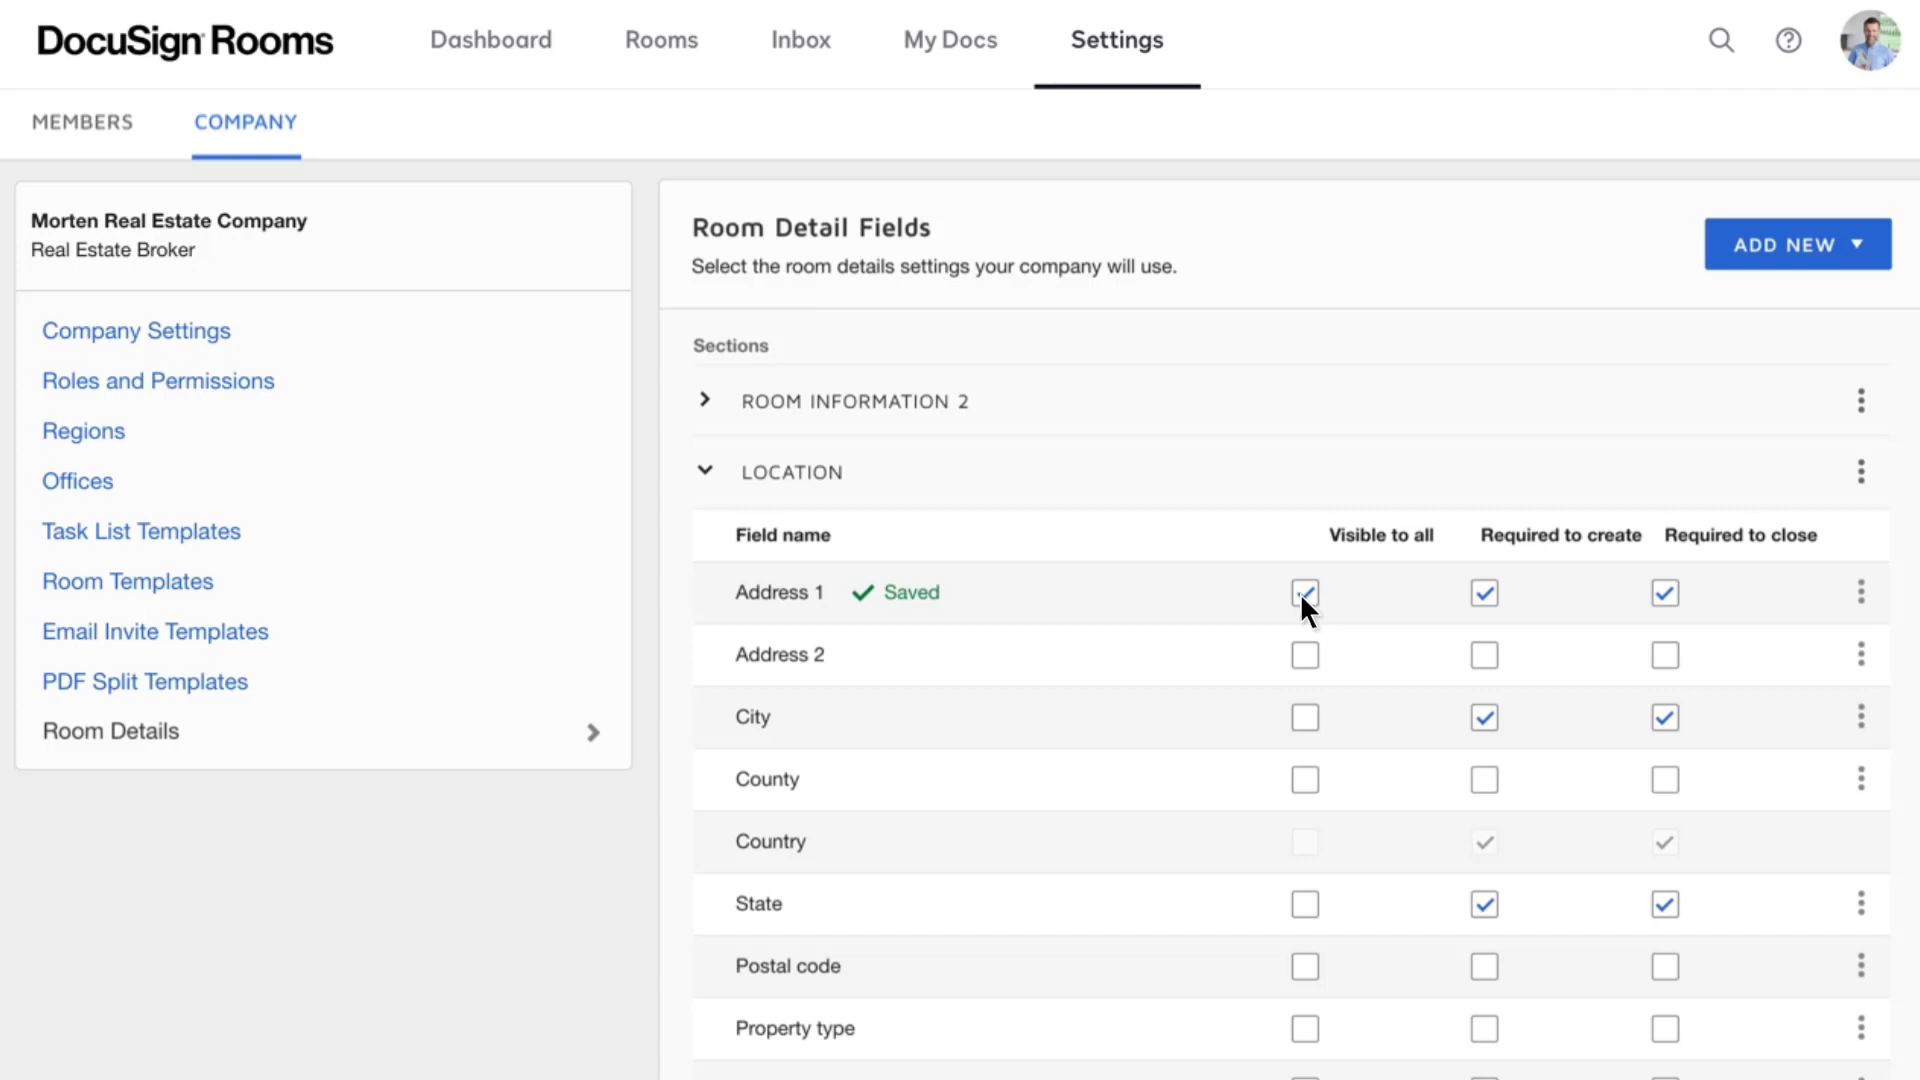 DocuSign Rooms
Dashboard
Rooms
Inbox
My Docs
Settings
MEMBERS
COMPANY
Morten Real Estate Company
Real Estate Broker
Company Settings
Roles and Permissions
Regions
Offices
Task List Templates
Room Templates
Email Invite Templates
PDF Split Templates
Room Details
Room Detail Fields
Select the room details settings your company will use.
ADD NEW
Sections
ROOM INFORMATION 2
LOCATION
Field name Visible to all Required to create Required to close
Address 1 Saved
Address 2
City
County
Country
State
Postal code
Property type